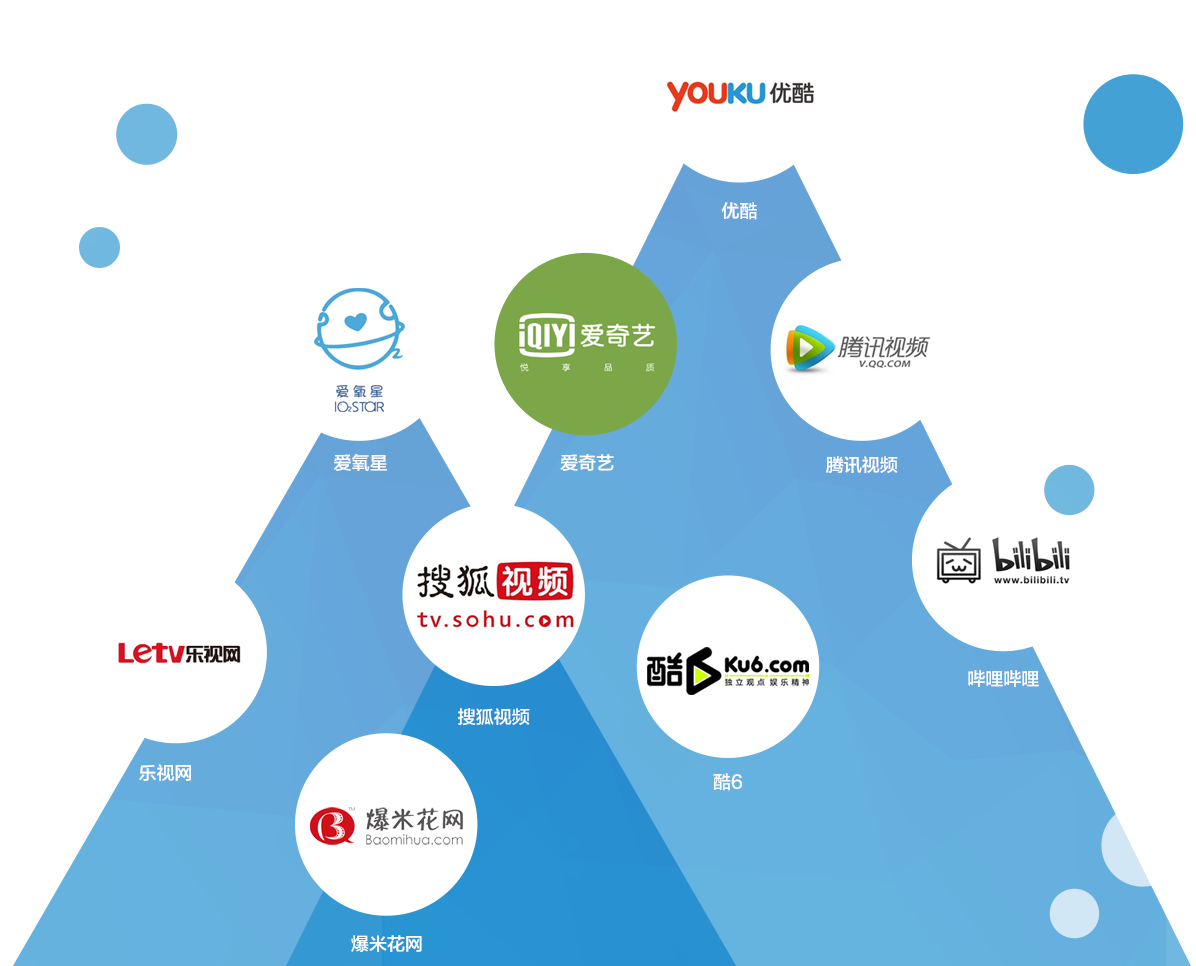 YOUKU 优酷
优酷
iQIYI 爱奇艺
悦享品质
爱奇艺
腾讯视频
V.QQ.COM
腾讯视频
爱氧星
IO₂STAR
爱氧星
bilibili
www.bilibili.tv
哔哩哔哩
搜狐视频
tv.sohu.com
搜狐视频
Letv乐视网
乐视网
酷6 Ku6.com
独立观点 娱乐精神
酷6
爆米花网
Baomihua.com
TM
爆米花网